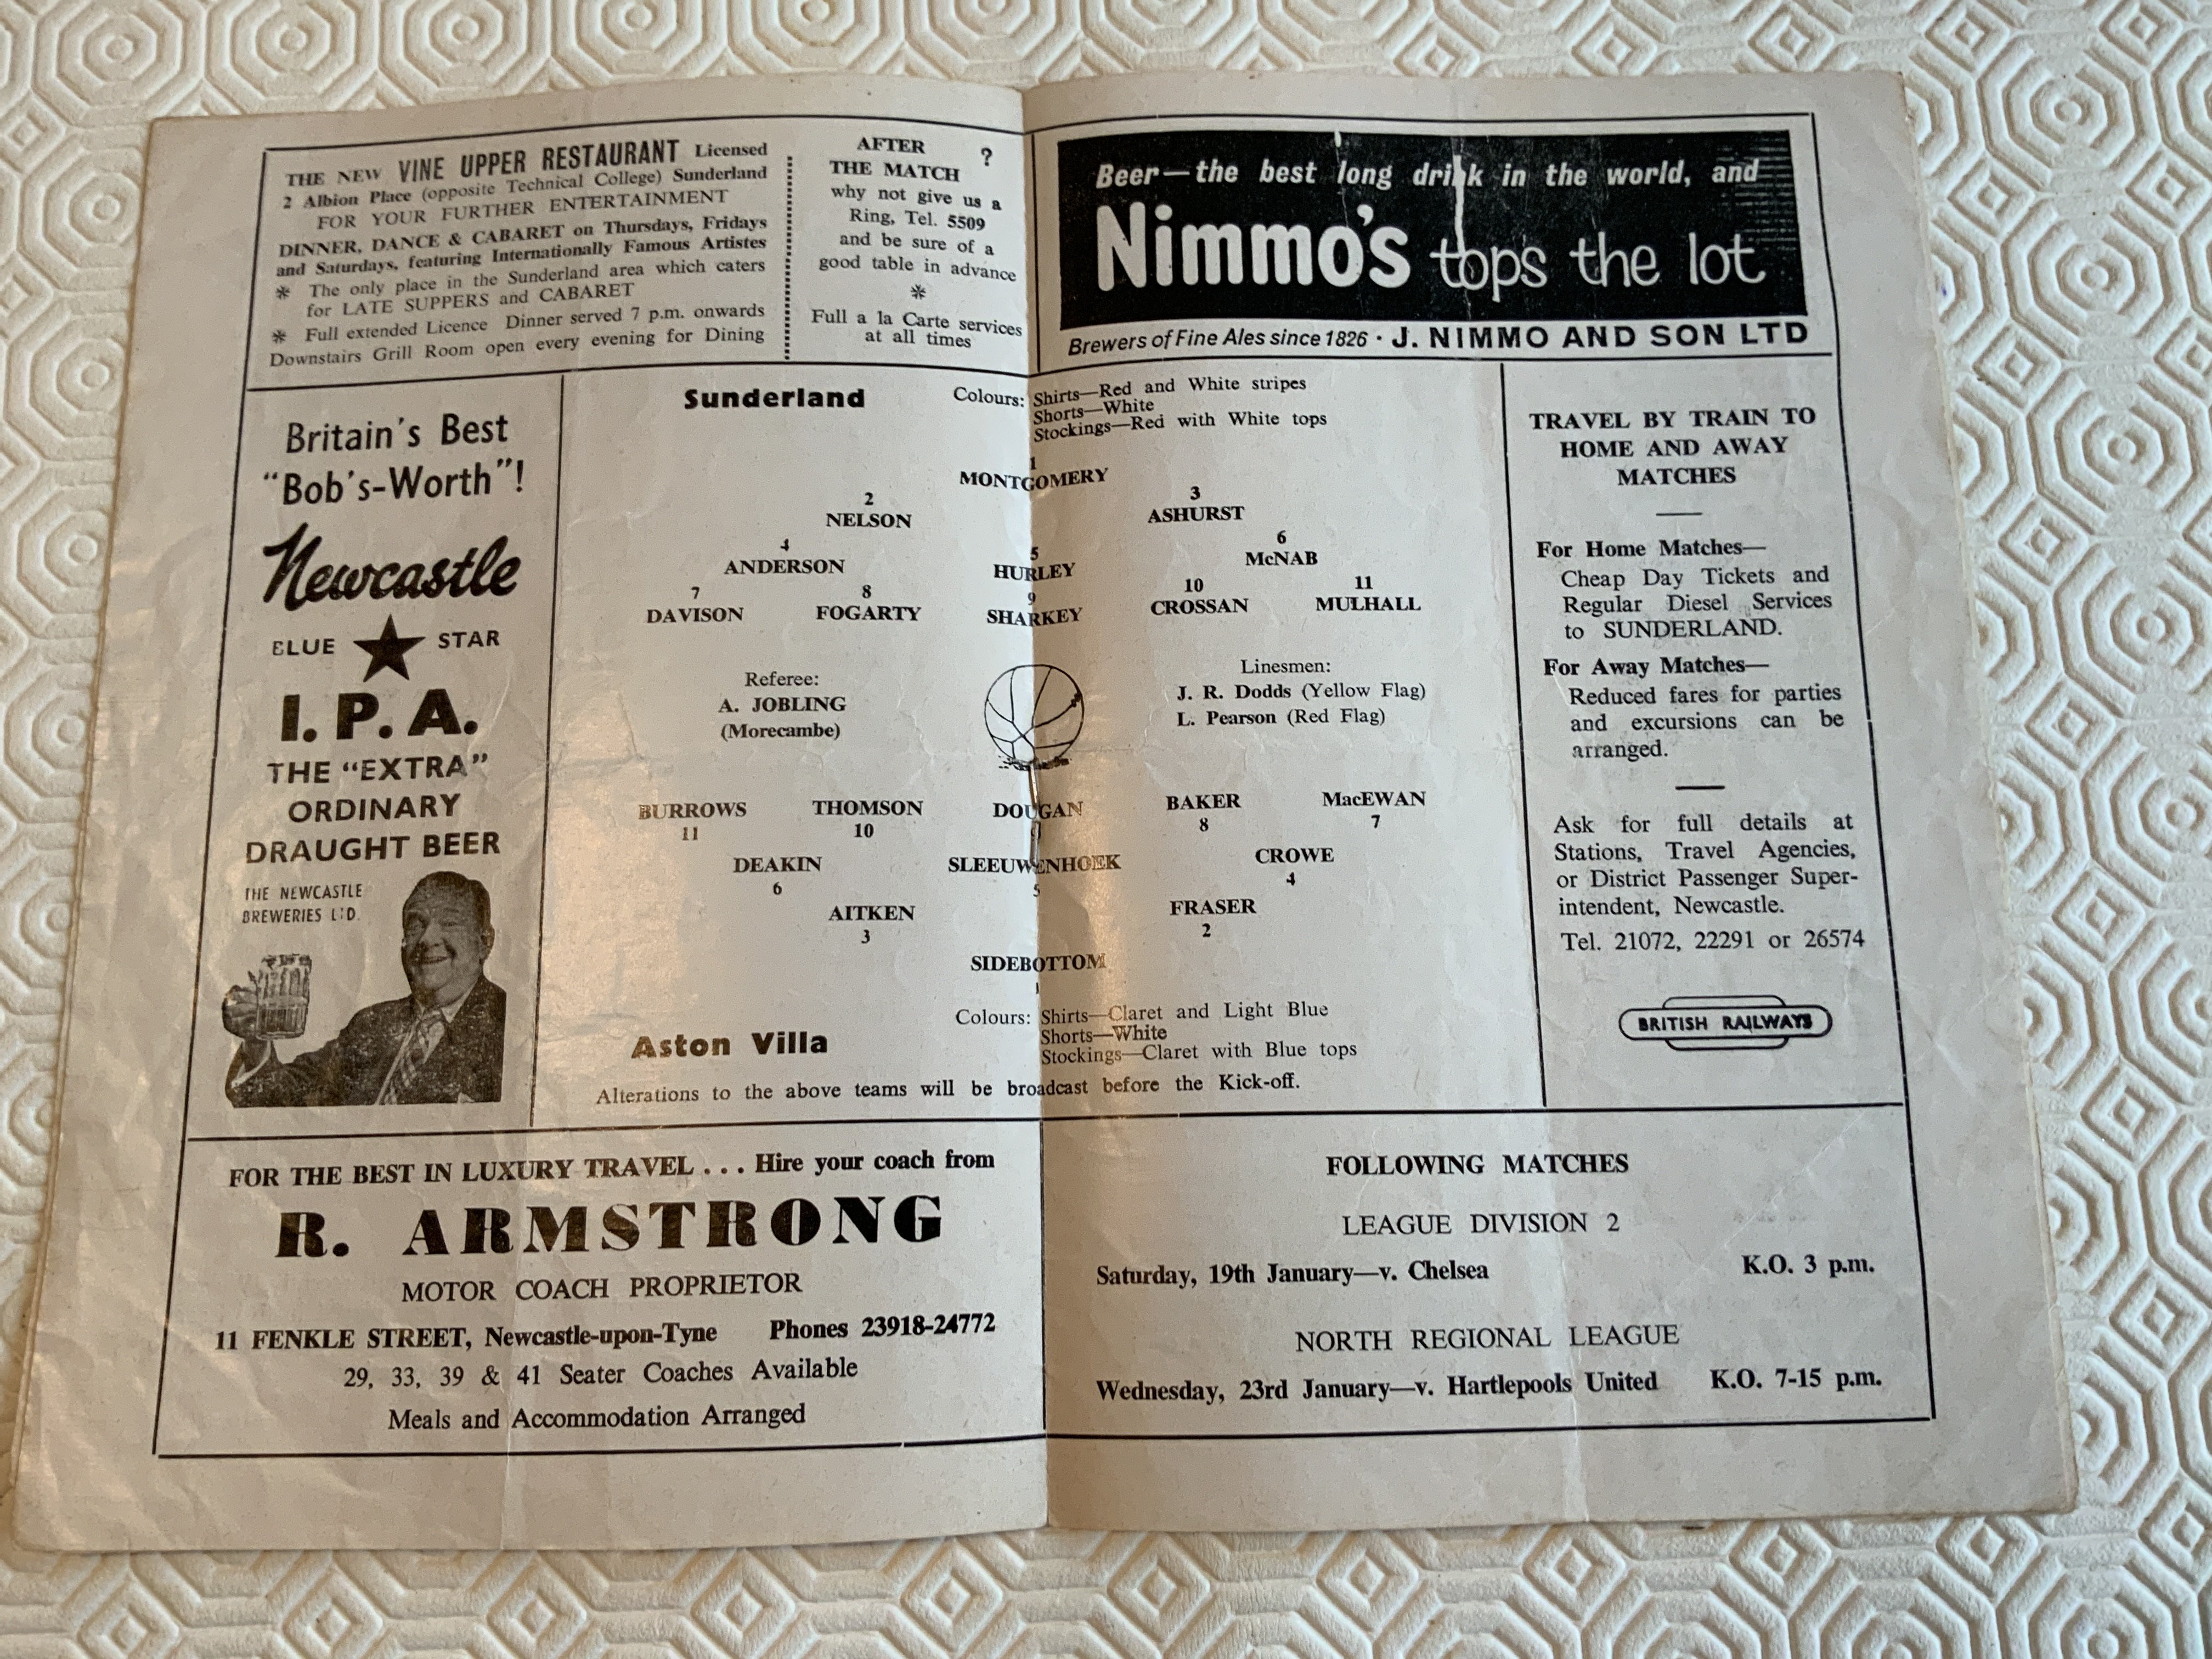 THE NEW VINE UPPER RESTAURANT Licensed
2 Albion Place (opposite Technical College) Sunderland
FOR YOUR FURTHER ENTERTAINMENT
DINNER, DANCE & CABARET on Thursdays, Fridays
and Saturdays, featuring Internationally Famous Artistes
* The only place in the Sunderland area which caters
for LATE SUPPERS and CABARET
* Full extended Licence Dinner served 7 p.m. onwards
Downstairs Grill Room open every evening for Dining
AFTER ?
THE MATCH
why not give us a
Ring, Tel. 5509
and be sure of a
good table in advance
*
Full a la Carte services
at all times
Beer—the best long drink in the world, and
Nimmo's tops the lot
Brewers of Fine Ales since 1826 · J. NIMMO AND SON LTD
Britain's Best
"Bob's-Worth"!
Newcastle
BLUE ★ STAR
I.P.A.
THE "EXTRA"
ORDINARY
DRAUGHT BEER
THE NEWCASTLE
BREWERIES LTD.
Sunderland
Colours: Shirts—Red and White stripes
Shorts—White
Stockings—Red with White tops
1
MONTGOMERY
2 3
NELSON ASHURST
4 5 6
ANDERSON HURLEY McNAB
7 8 9 10 11
DAVISON FOGARTY SHARKEY CROSSAN MULHALL
Referee:
A. JOBLING
(Morecambe)
Linesmen:
J. R. Dodds (Yellow Flag)
L. Pearson (Red Flag)
BURROWS THOMSON DOUGAN BAKER MacEWAN
11 10 9 8 7
DEAKIN SLEEUWENHOEK CROWE
6 5 4
AITKEN FRASER
3 2
SIDEBOTTOM
1
Aston Villa
Colours: Shirts—Claret and Light Blue
Shorts—White
Stockings—Claret with Blue tops
Alterations to the above teams will be broadcast before the Kick-off.
TRAVEL BY TRAIN TO
HOME AND AWAY
MATCHES
For Home Matches—
Cheap Day Tickets and
Regular Diesel Services
to SUNDERLAND.
For Away Matches—
Reduced fares for parties
and excursions can be
arranged.
Ask for full details at
Stations, Travel Agencies,
or District Passenger Super-
intendent, Newcastle.
Tel. 21072, 22291 or 26574
BRITISH RAILWAYS
FOR THE BEST IN LUXURY TRAVEL . . . Hire your coach from
R. ARMSTRONG
MOTOR COACH PROPRIETOR
11 FENKLE STREET, Newcastle-upon-Tyne Phones 23918-24772
29, 33, 39 & 41 Seater Coaches Available
Meals and Accommodation Arranged
FOLLOWING MATCHES
LEAGUE DIVISION 2
Saturday, 19th January—v. Chelsea K.O. 3 p.m.
NORTH REGIONAL LEAGUE
Wednesday, 23rd January—v. Hartlepools United K.O. 7-15 p.m.